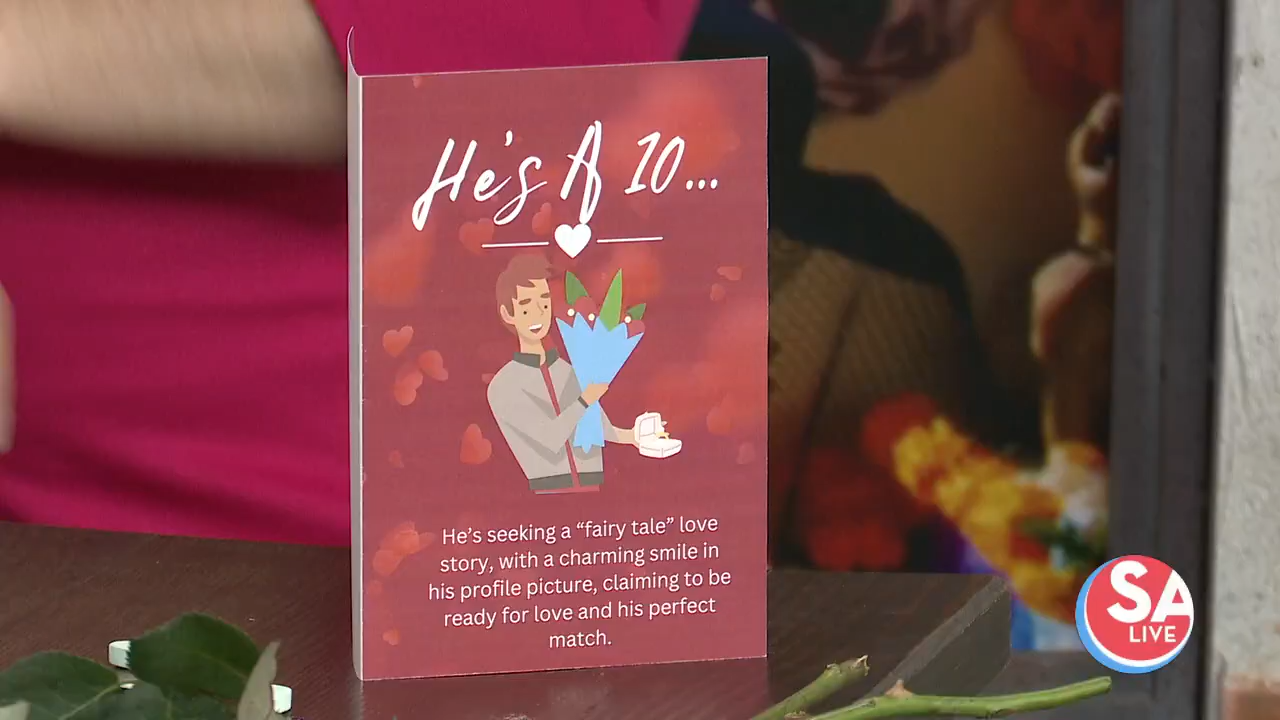 He's A 10...
He's seeking a “fairy tale” love
story, with a charming smile in
his profile picture, claiming to be
ready for love and his perfect
match.
SA
LIVE